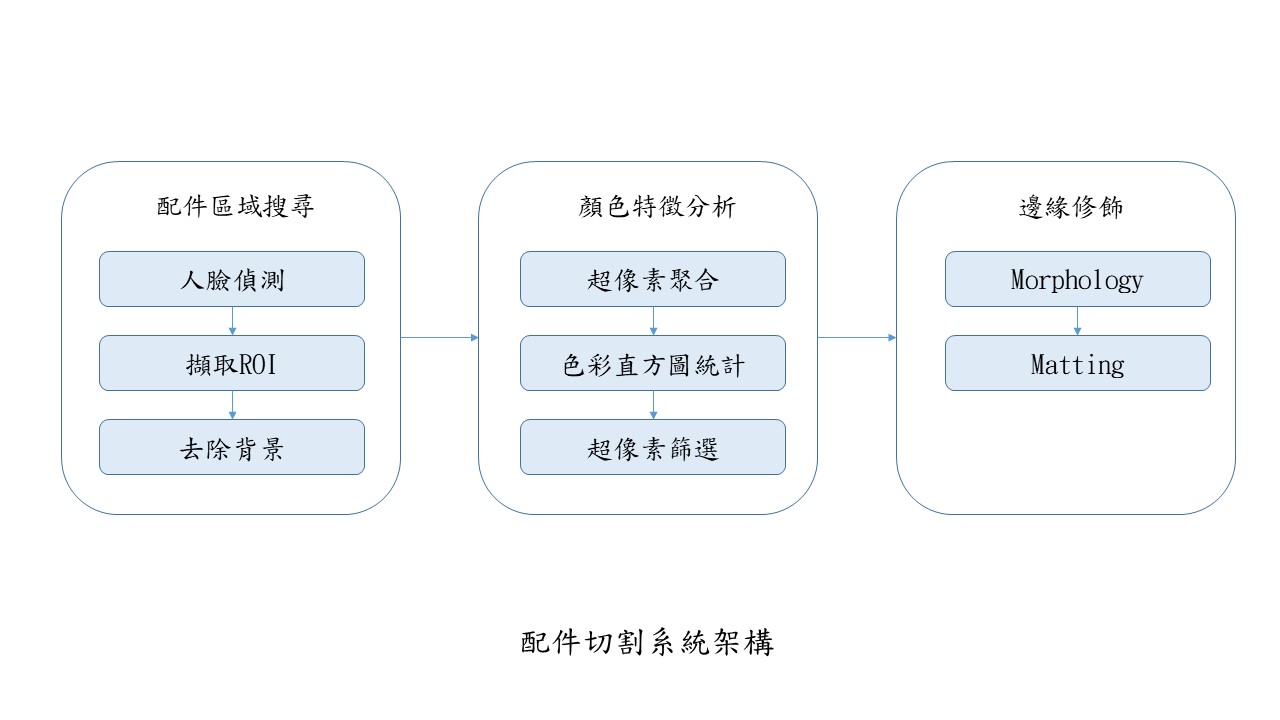 配件區域搜尋
人臉偵測
擷取ROI
去除背景
顏色特徵分析
超像素聚合
色彩直方圖統計
超像素篩選
邊緣修飾
Morphology
Matting
配件切割系統架構